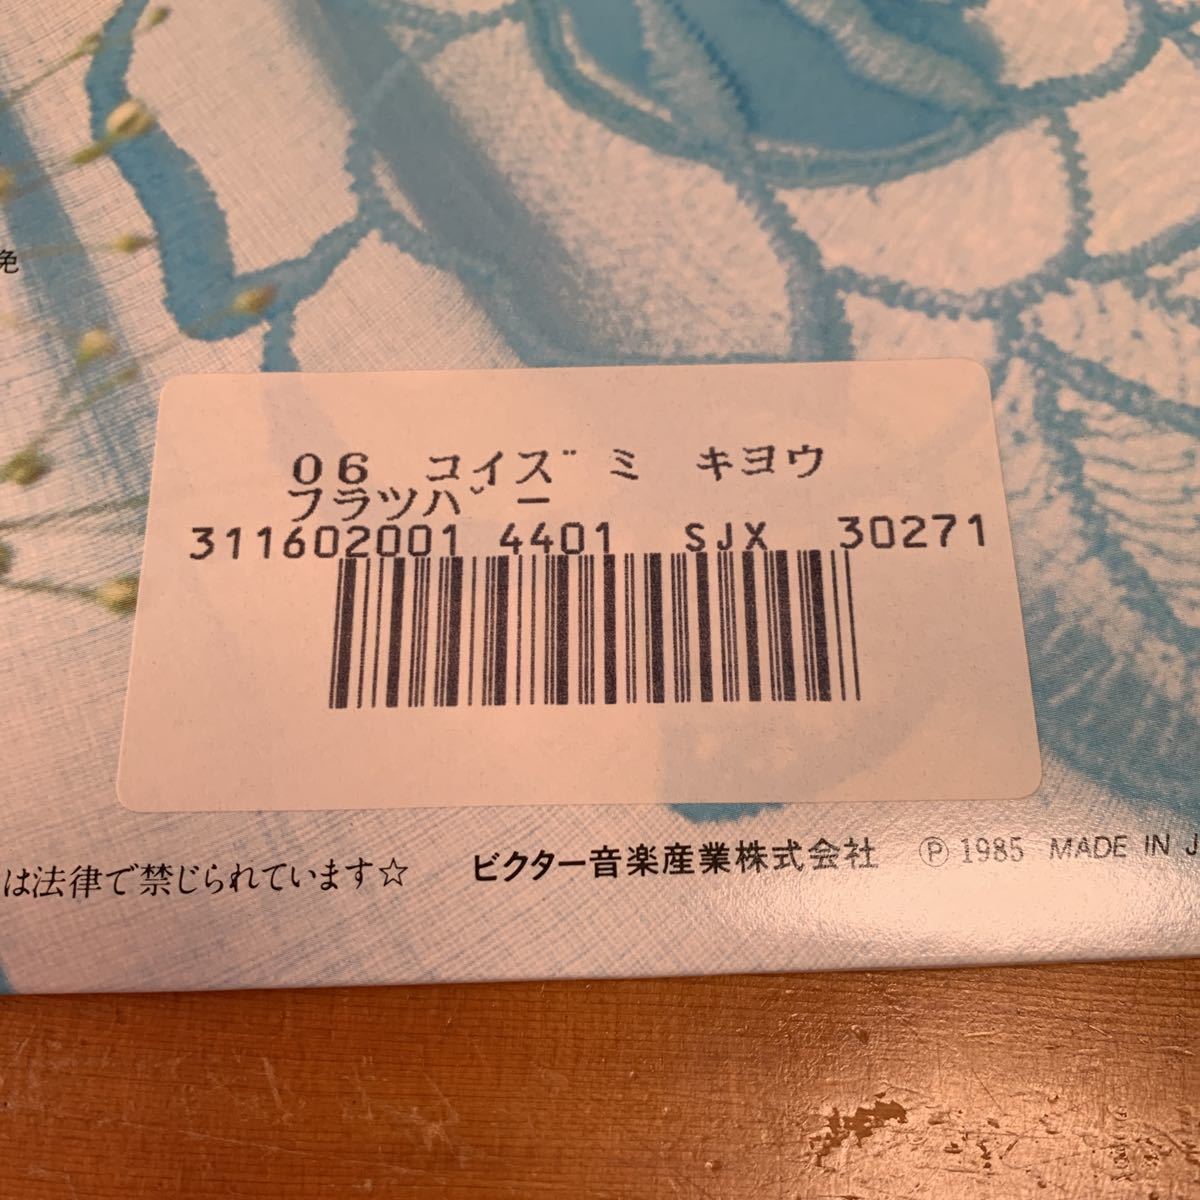 免
06 コイズ゛ミ キヨウ
フラツハ゛ー
311602001 4401 SJX 30271
は法律で禁じられています☆ ビクター音楽産業株式会社 Ⓟ 1985 MADE IN J